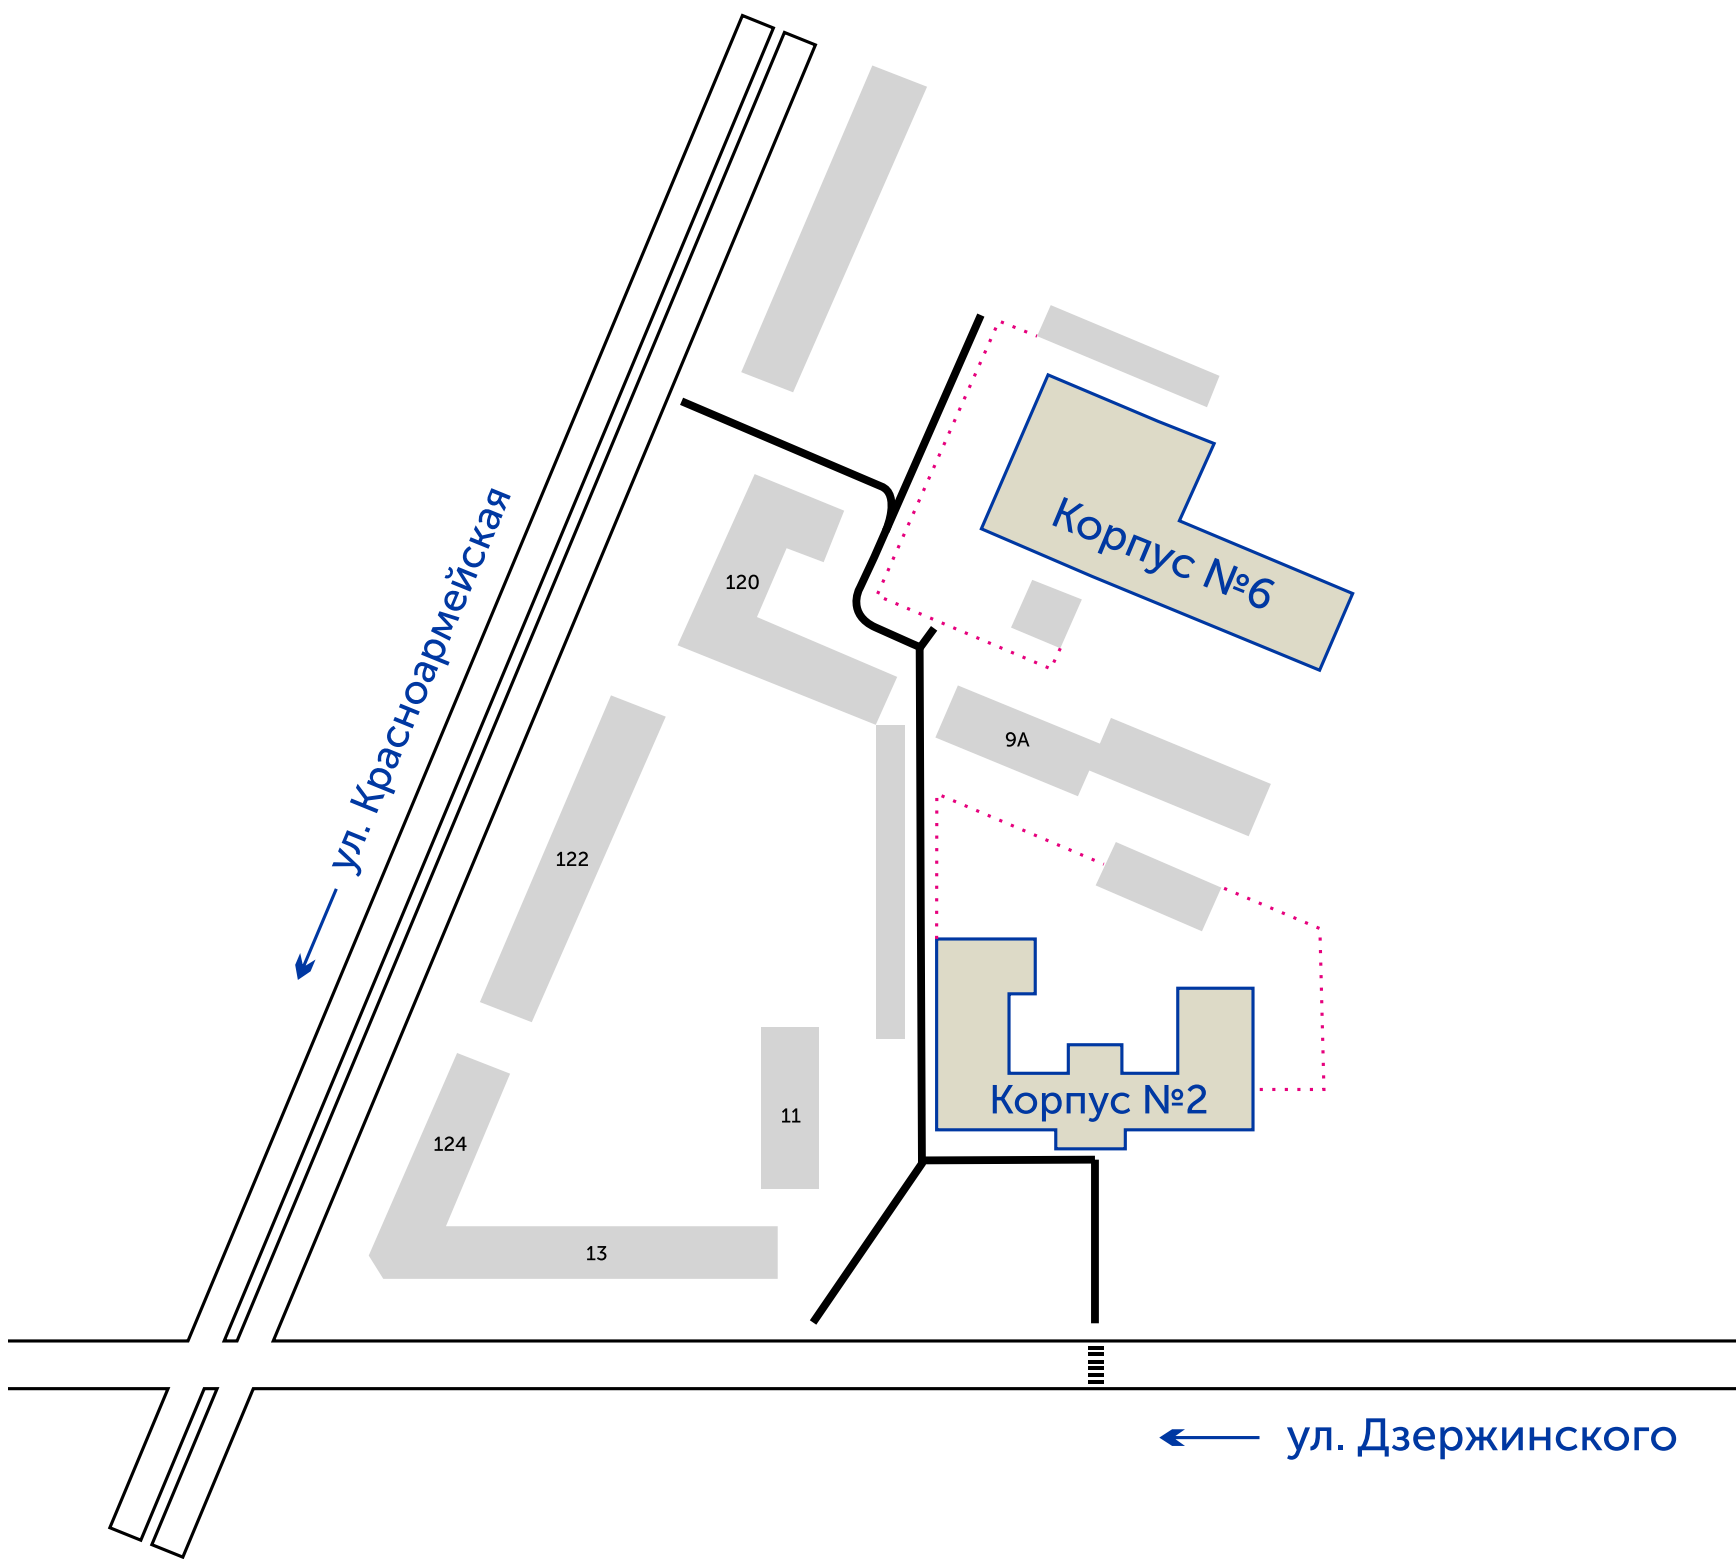 Корпус №6
120
ул. Красноармейская
9А
122
Корпус №2
11
124
13
ул. Дзержинского